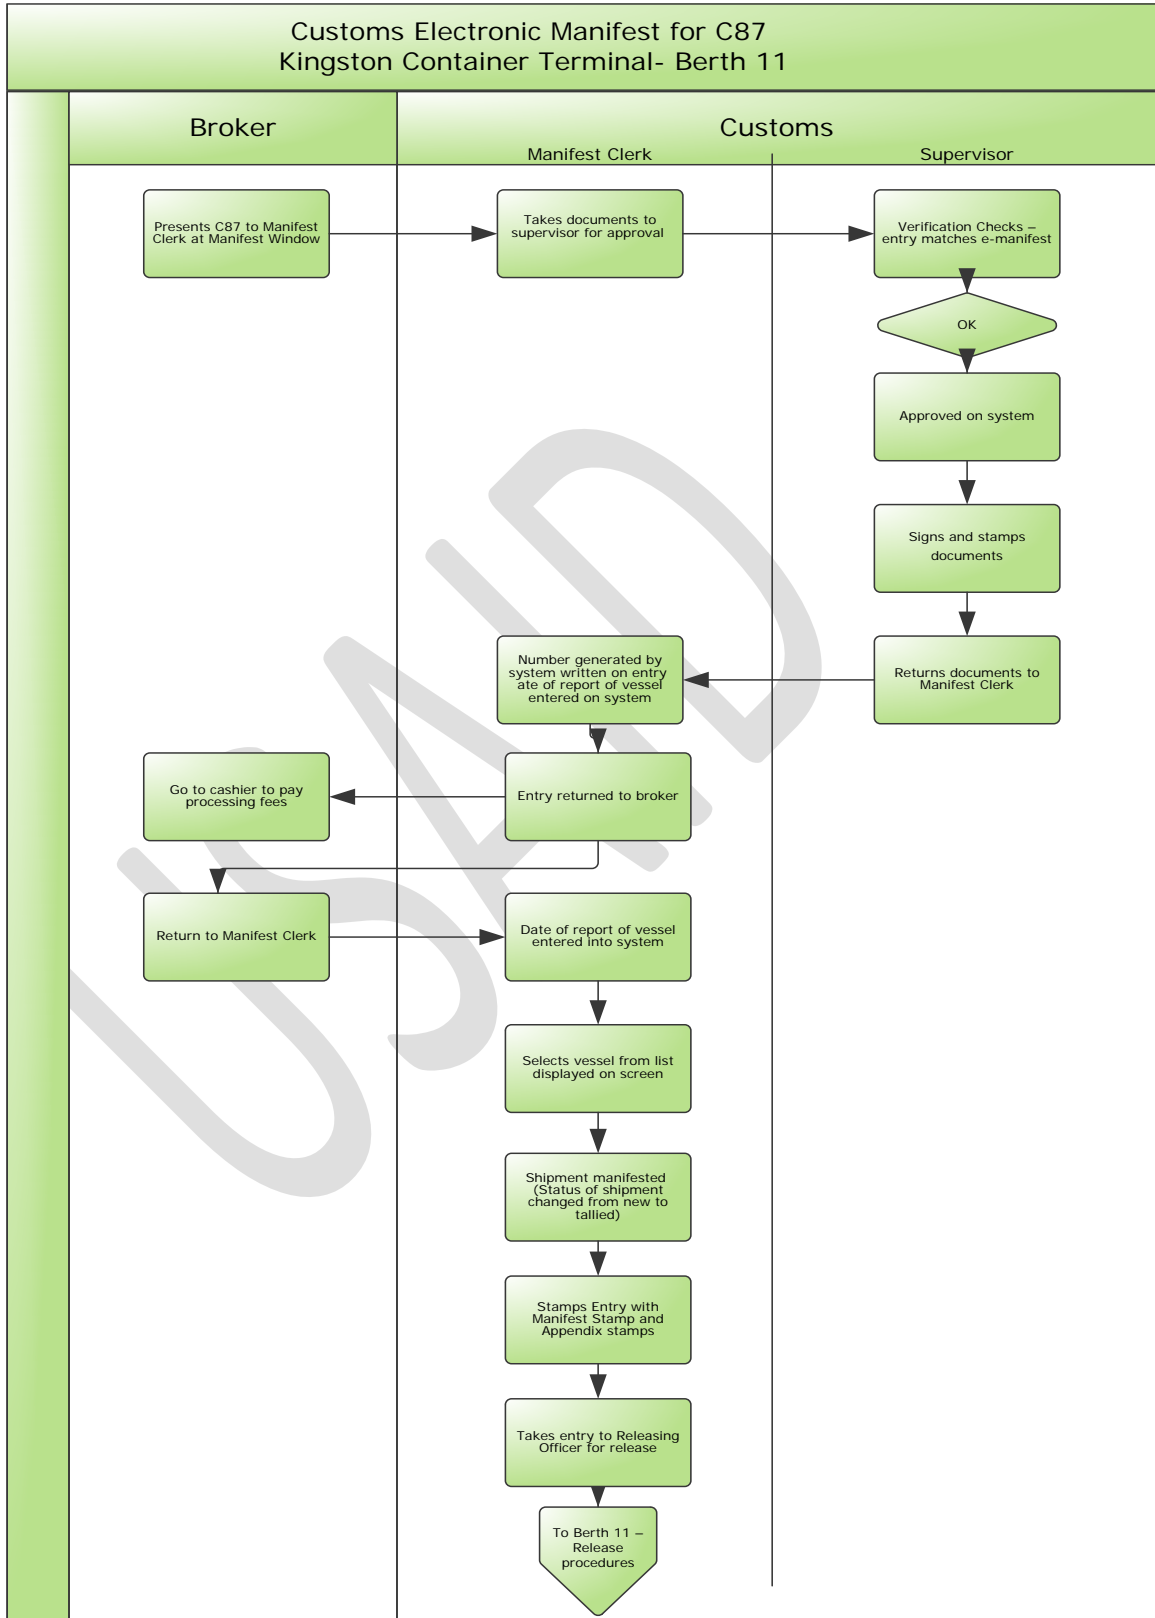 Customs Electronic Manifest for C87
Kingston Container Terminal- Berth 11
Broker
Customs
Manifest Clerk
Supervisor
Presents C87 to Manifest
Clerk at Manifest Window
Takes documents to
supervisor for approval
Verification Checks –
entry matches e-manifest
OK
Approved on system
Signs and stamps
documents
Number generated by
system written on entry
ate of report of vessel
entered on system
Returns documents to
Manifest Clerk
Go to cashier to pay
processing fees
Entry returned to broker
Return to Manifest Clerk
Date of report of vessel
entered into system
Selects vessel from list
displayed on screen
Shipment manifested
(Status of shipment
changed from new to
tallied)
Stamps Entry with
Manifest Stamp and
Appendix stamps
Takes entry to Releasing
Officer for release
To Berth 11 –
Release
procedures
USAID